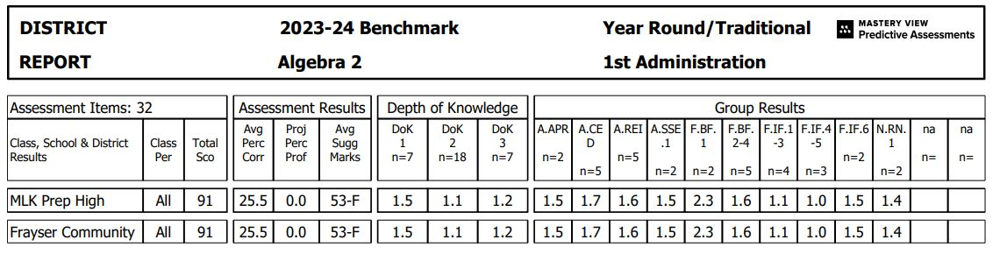 DISTRICT 2023-24 Benchmark Year Round/Traditional MASTERY VIEW
Predictive Assessments
REPORT Algebra 2 1st Administration
Assessment Items: 32 Assessment Results Depth of Knowledge Group Results
Class, School & District Results Class Per Total Sco Avg Perc Corr Proj Perc Prof Avg Sugg Marks DoK 1 n=7 DoK 2 n=18 DoK 3 n=7 A.APR n=2 A.CE D n=5 A.REI n=5 A.SSE .1 n=2 F.BF. 1 n=2 F.BF. 2-4 n=5 F.IF.1 -3 n=4 F.IF.4 -5 n=3 F.IF.6 n=2 N.RN. 1 n=2 na n= na n=
MLK Prep High All 91 25.5 0.0 53-F 1.5 1.1 1.2 1.5 1.7 1.6 1.5 2.3 1.6 1.1 1.0 1.5 1.4
Frayser Community All 91 25.5 0.0 53-F 1.5 1.1 1.2 1.5 1.7 1.6 1.5 2.3 1.6 1.1 1.0 1.5 1.4